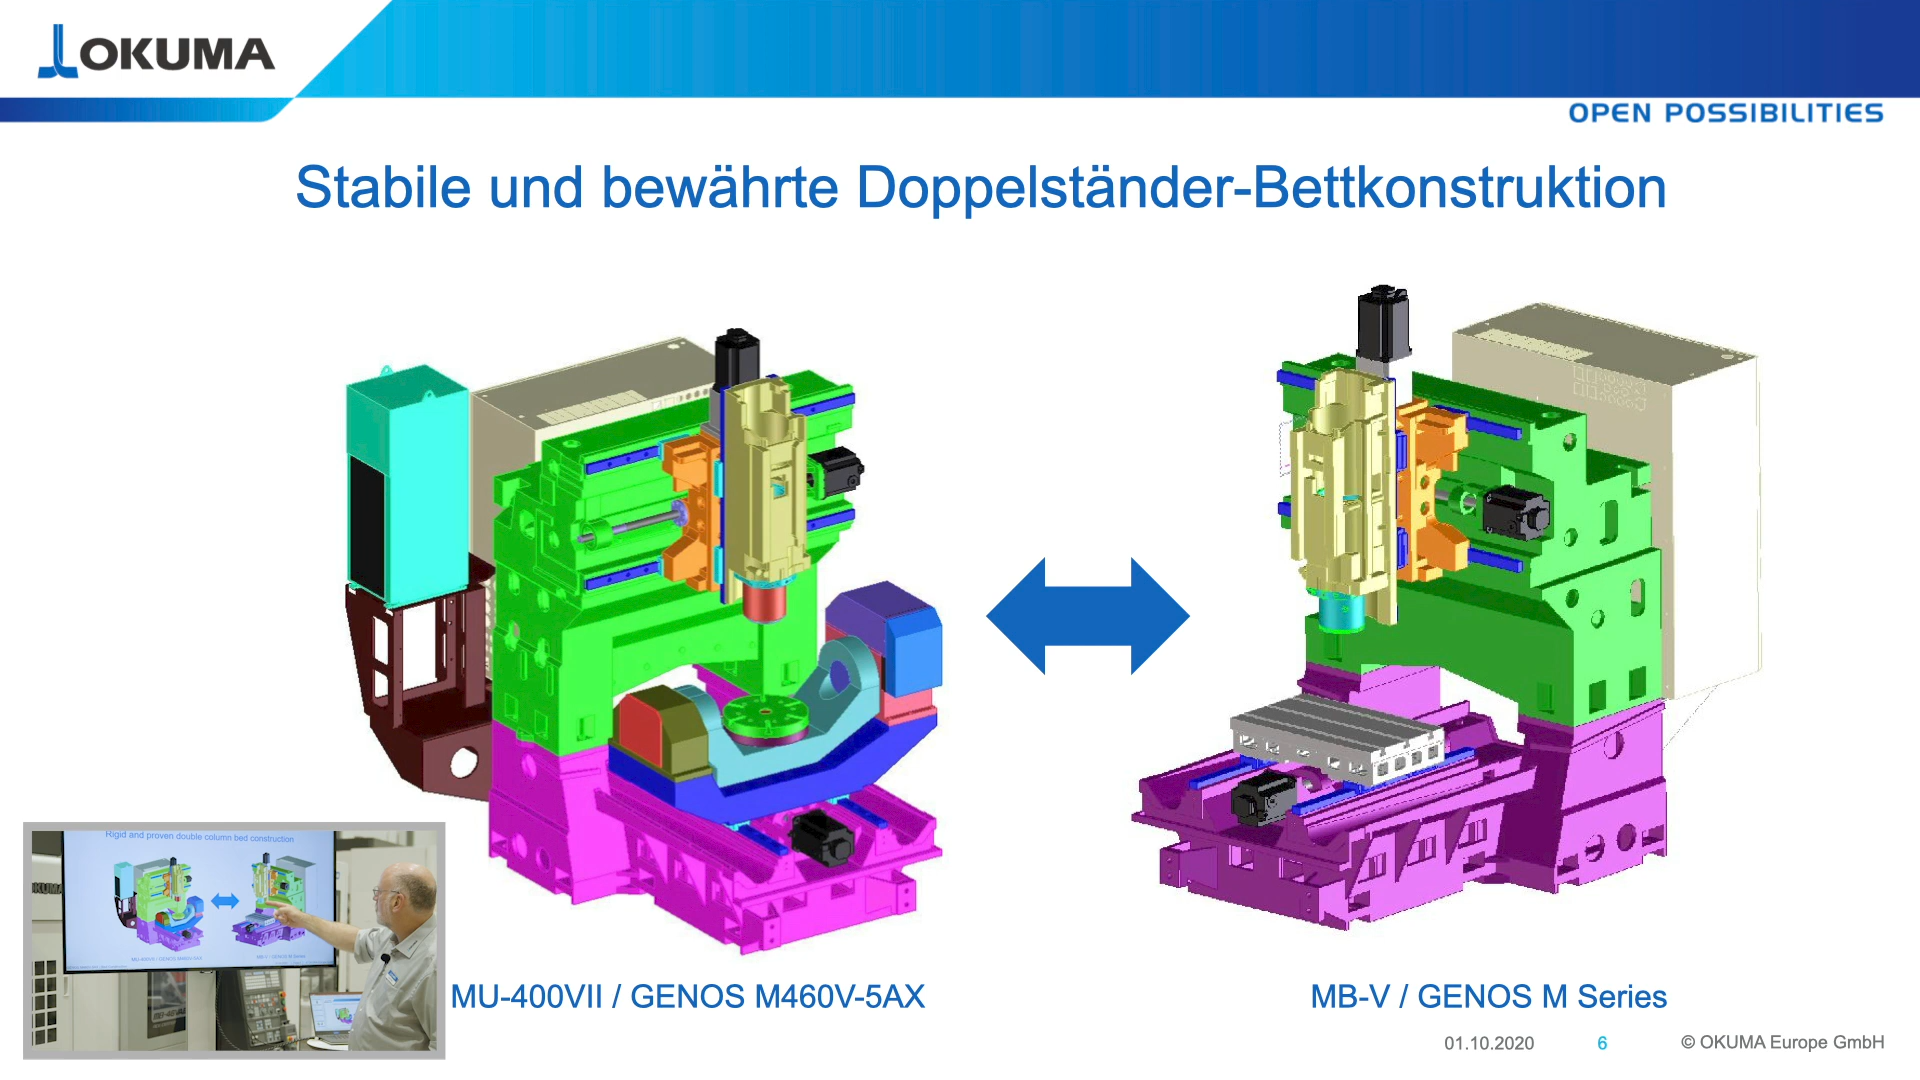 OKUMA
OPEN POSSIBILITIES
Stabile und bewährte Doppelständer-Bettkonstruktion
Rigid and proven double column bed construction
MU-400VII / GENOS M460V-5AX
MB-V / GENOS M Series
01.10.2020
6
© OKUMA Europe GmbH